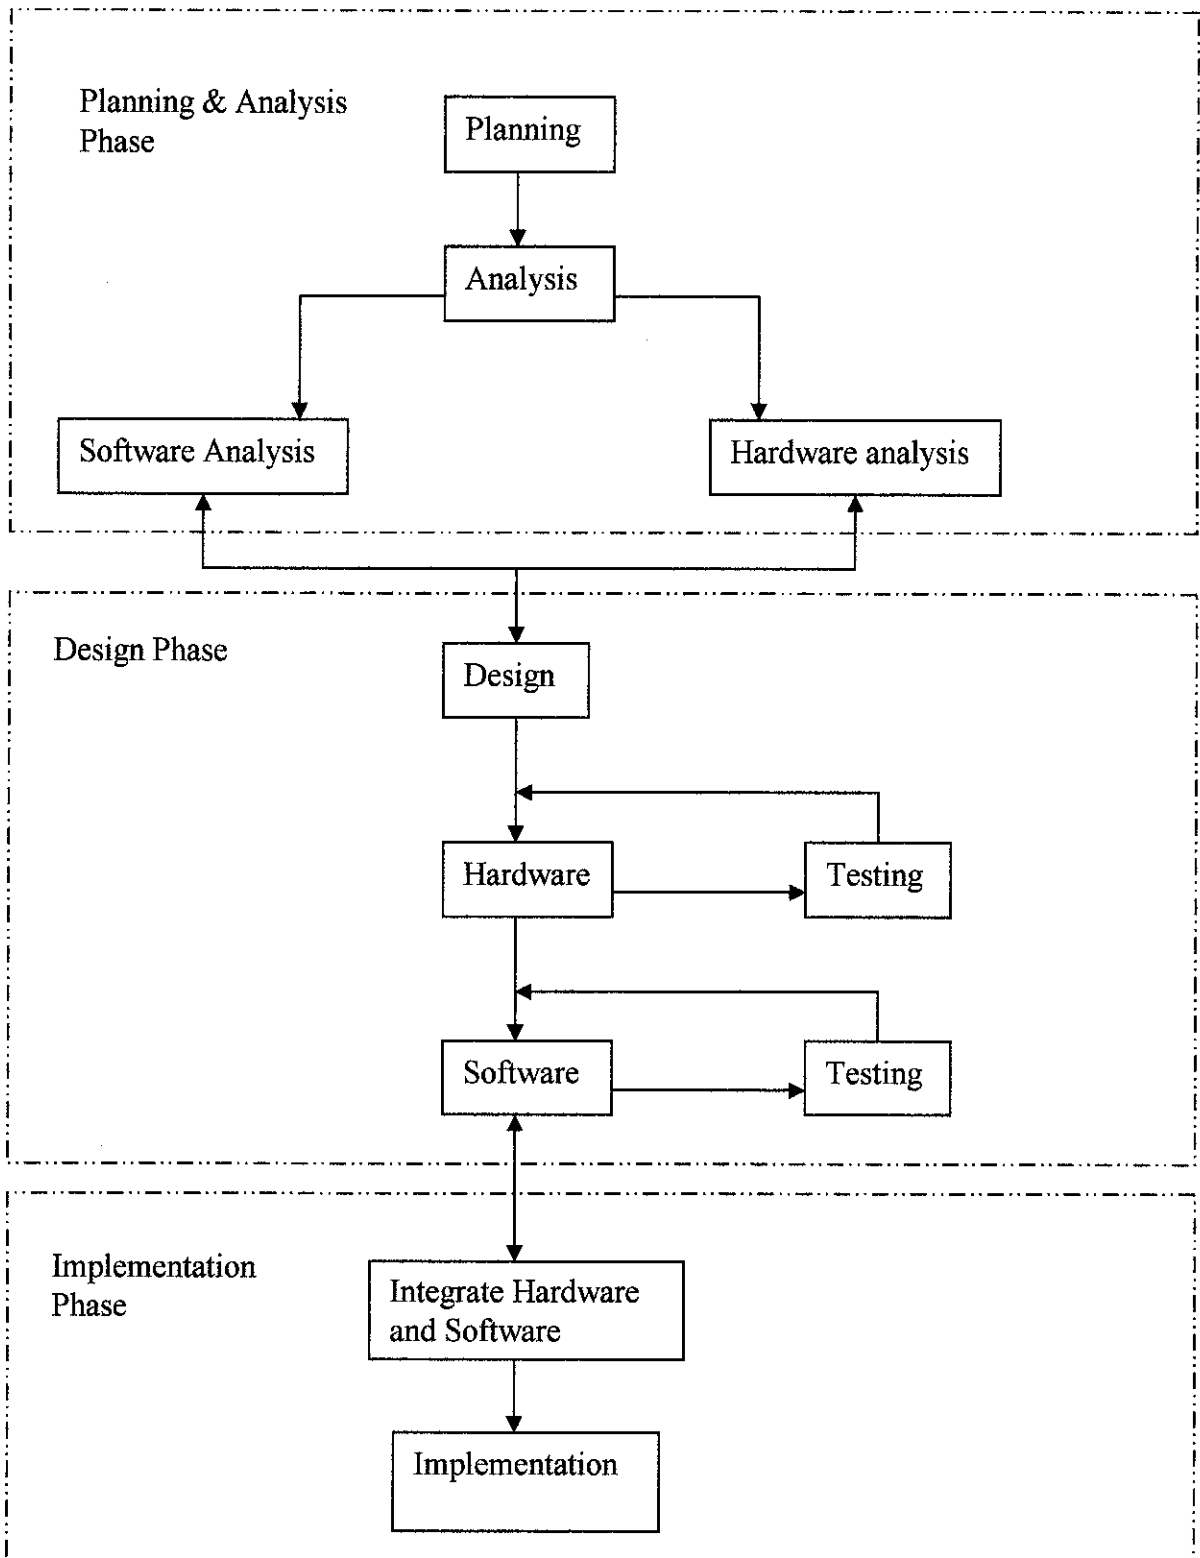 Planning & Analysis
Phase
Planning
Analysis
Software Analysis
Hardware analysis
Design Phase
Design
Hardware
Testing
Software
Testing
Implementation
Phase
Integrate Hardware
and Software
Implementation